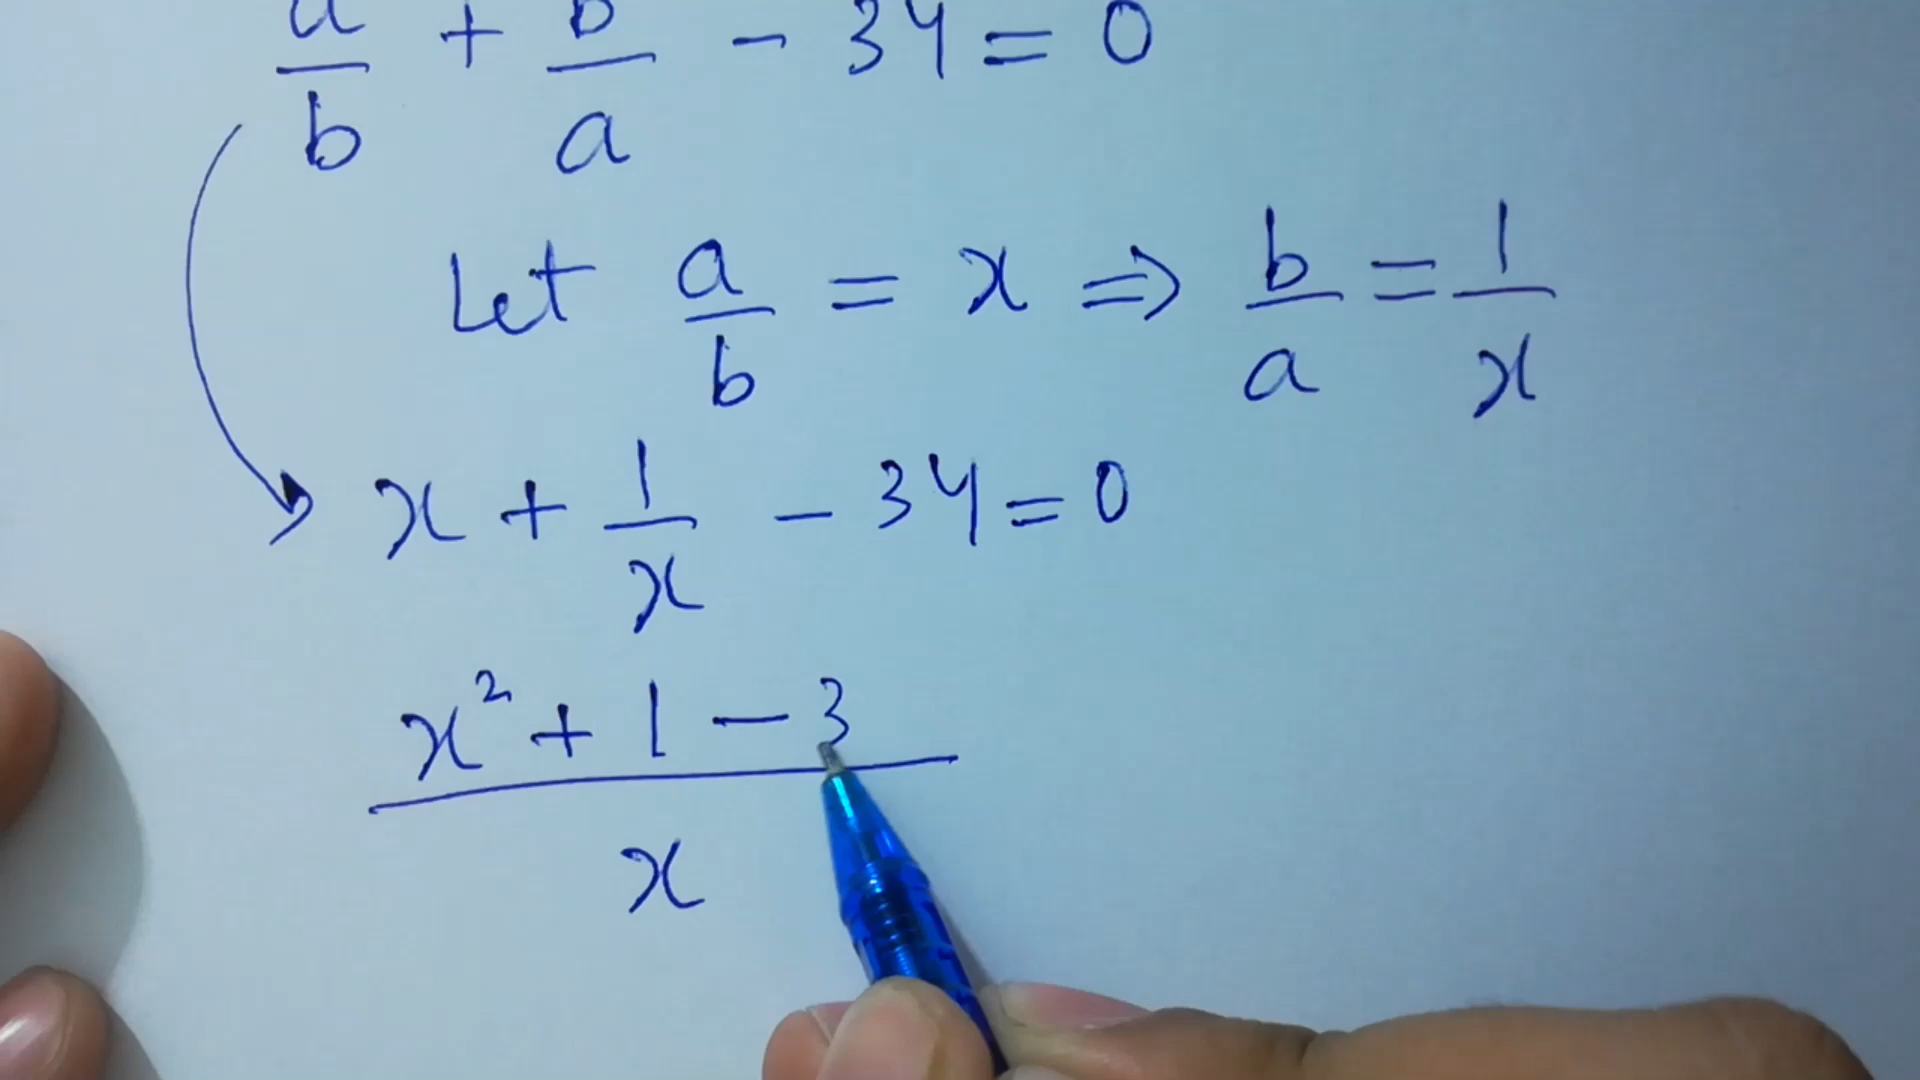 a/b + b/a - 34 = 0
Let a/b = x ⇒ b/a = 1/x
x + 1/x - 34 = 0
x² + 1 - 3
x